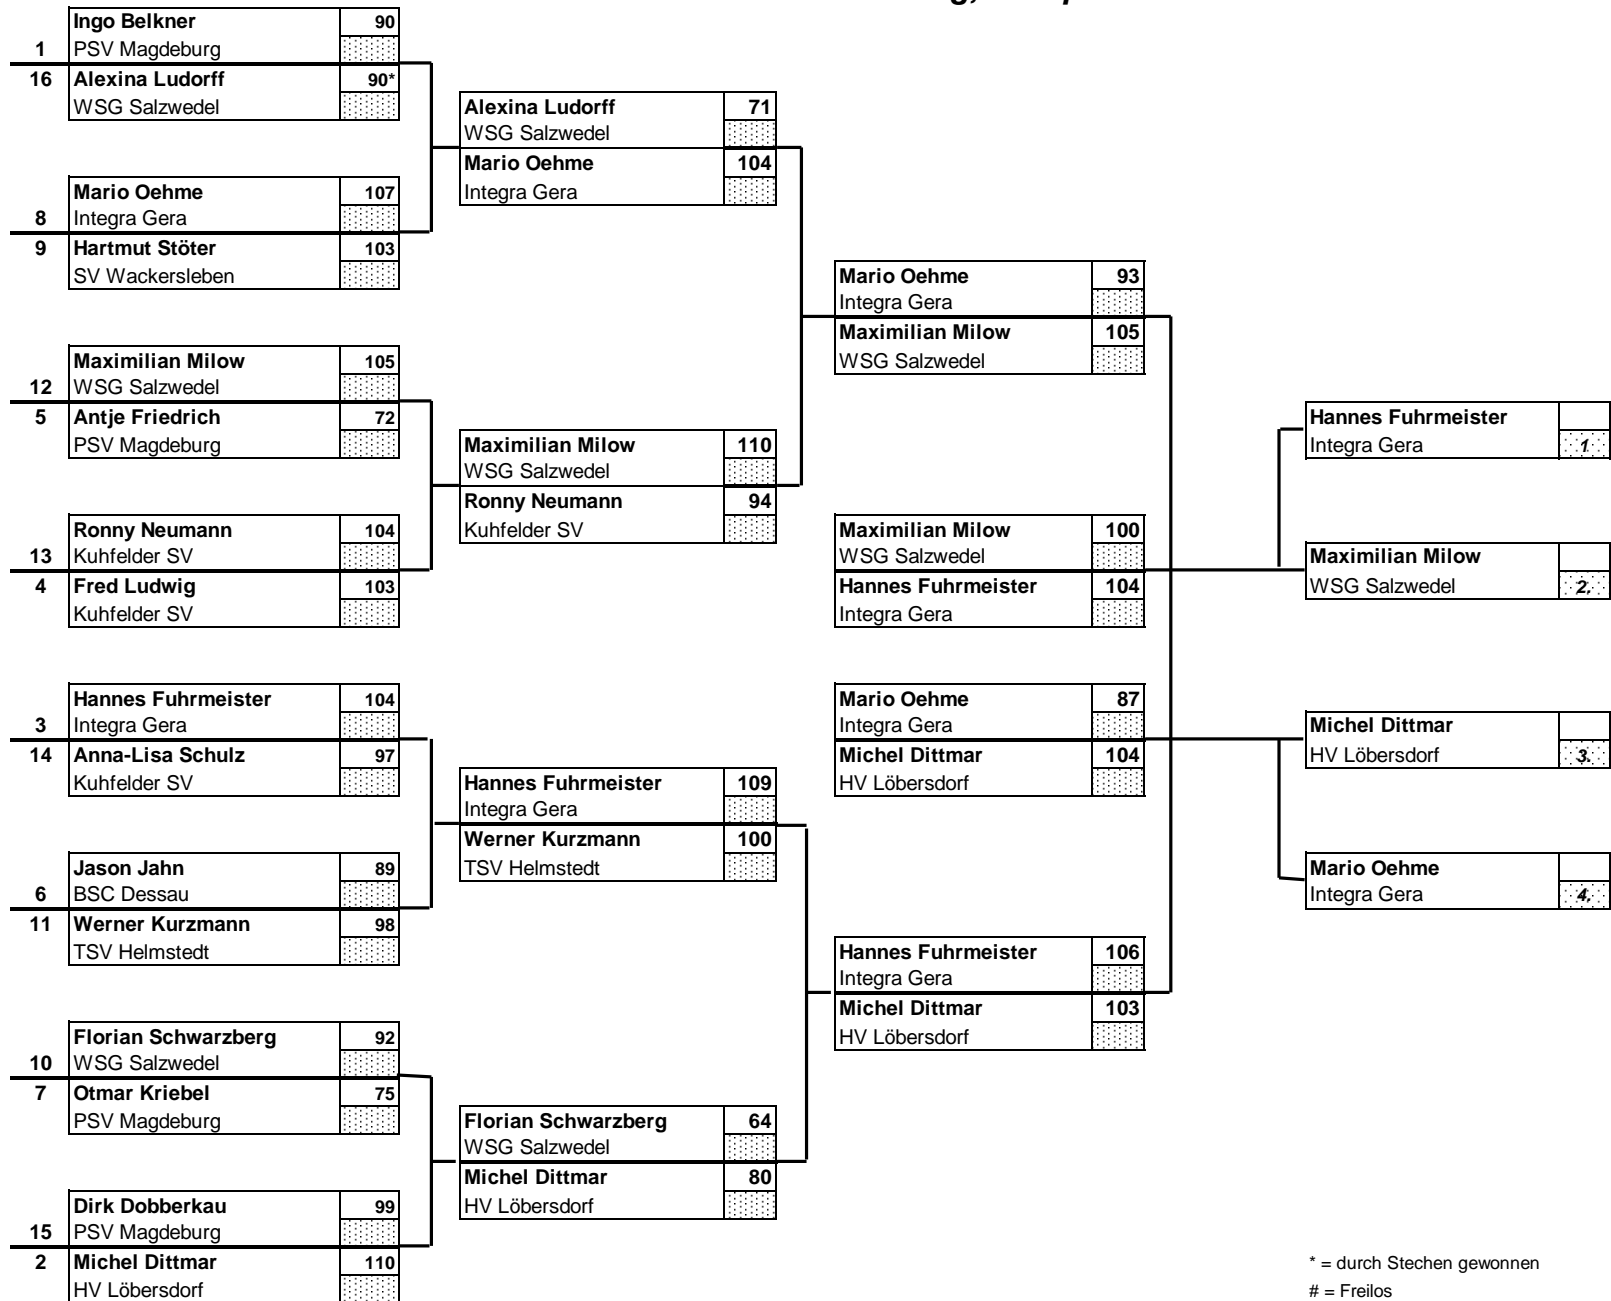 Ingo Belkner 90
1 PSV Magdeburg
16 Alexina Ludorff 90*
WSG Salzwedel
Mario Oehme 107
8 Integra Gera
9 Hartmut Stöter 103
SV Wackersleben
Maximilian Milow 105
12 WSG Salzwedel
5 Antje Friedrich 72
PSV Magdeburg
Ronny Neumann 104
13 Kuhfelder SV
4 Fred Ludwig 103
Kuhfelder SV
Hannes Fuhrmeister 104
3 Integra Gera
14 Anna-Lisa Schulz 97
Kuhfelder SV
Jason Jahn 89
6 BSC Dessau
11 Werner Kurzmann 98
TSV Helmstedt
Florian Schwarzberg 92
10 WSG Salzwedel
7 Otmar Kriebel 75
PSV Magdeburg
Dirk Dobberkau 99
15 PSV Magdeburg
2 Michel Dittmar 110
HV Löbersdorf
Alexina Ludorff 71
WSG Salzwedel
Mario Oehme 104
Integra Gera
Maximilian Milow 110
WSG Salzwedel
Ronny Neumann 94
Kuhfelder SV
Hannes Fuhrmeister 109
Integra Gera
Werner Kurzmann 100
TSV Helmstedt
Florian Schwarzberg 64
WSG Salzwedel
Michel Dittmar 80
HV Löbersdorf
Mario Oehme 93
Integra Gera
Maximilian Milow 105
WSG Salzwedel
Maximilian Milow 100
WSG Salzwedel
Hannes Fuhrmeister 104
Integra Gera
Mario Oehme 87
Integra Gera
Michel Dittmar 104
HV Löbersdorf
Hannes Fuhrmeister 106
Integra Gera
Michel Dittmar 103
HV Löbersdorf
Hannes Fuhrmeister
Integra Gera 1.
Maximilian Milow
WSG Salzwedel 2.
Michel Dittmar
HV Löbersdorf 3.
Mario Oehme
Integra Gera 4.
* = durch Stechen gewonnen
# = Freilos